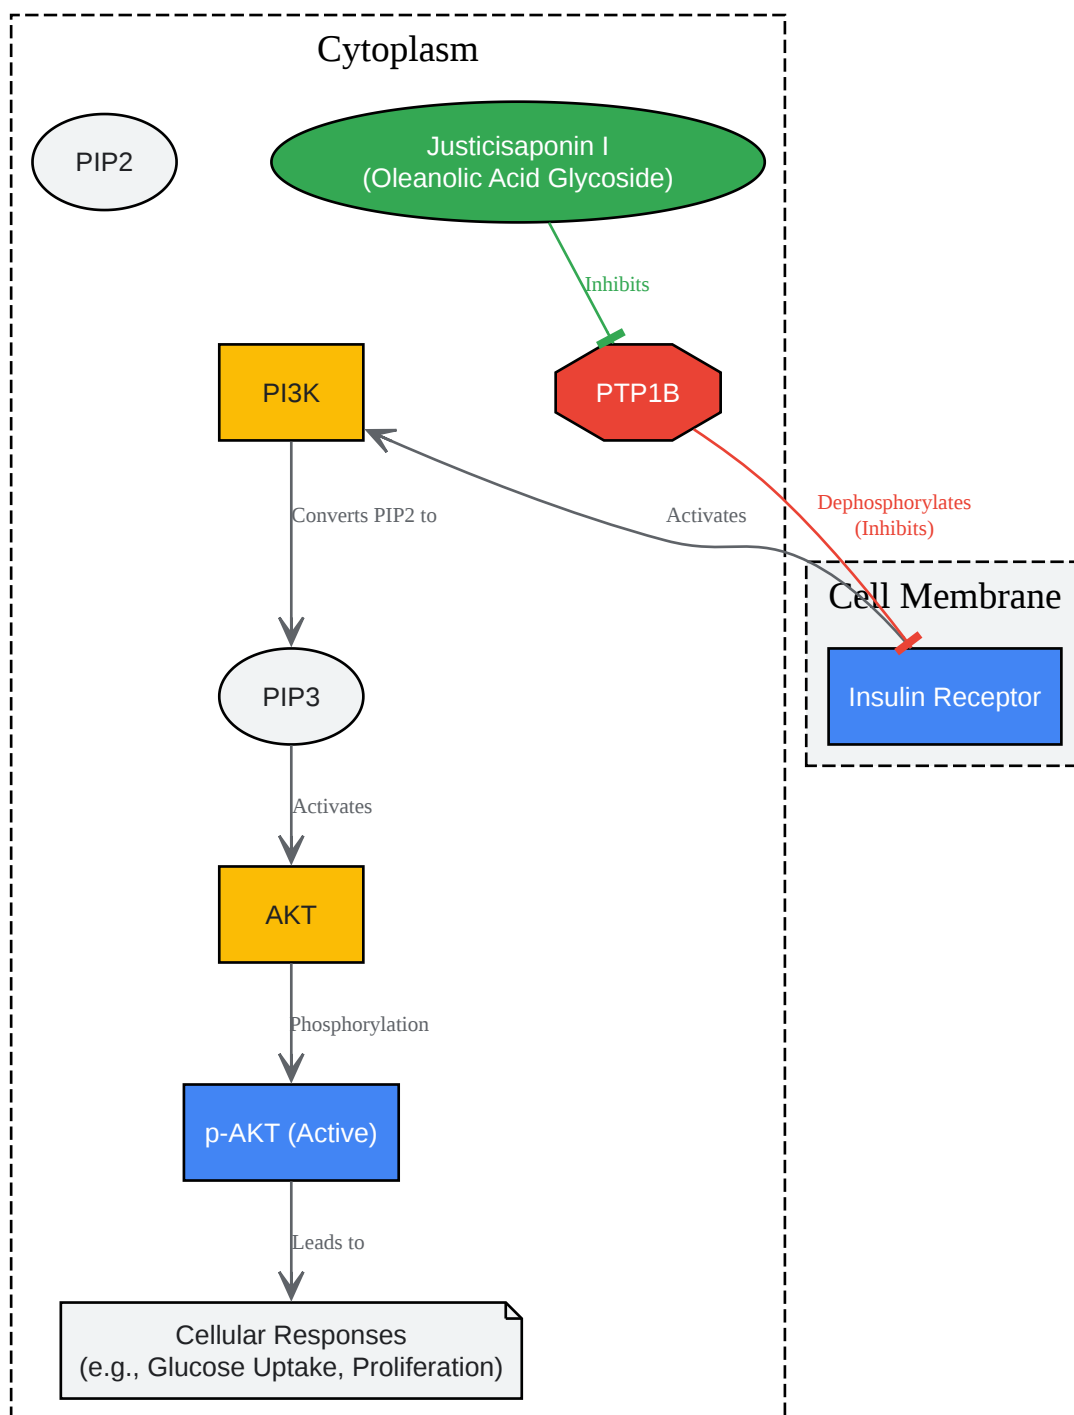 Cytoplasm
PIP2
Justicisaponin I
(Oleanolic Acid Glycoside)
Inhibits
PI3K
PTP1B
Converts PIP2 to
Activates
Dephosphorylates
(Inhibits)
Cell Membrane
PIP3
Insulin Receptor
Activates
AKT
Phosphorylation
p-AKT (Active)
Leads to
Cellular Responses
(e.g., Glucose Uptake, Proliferation)